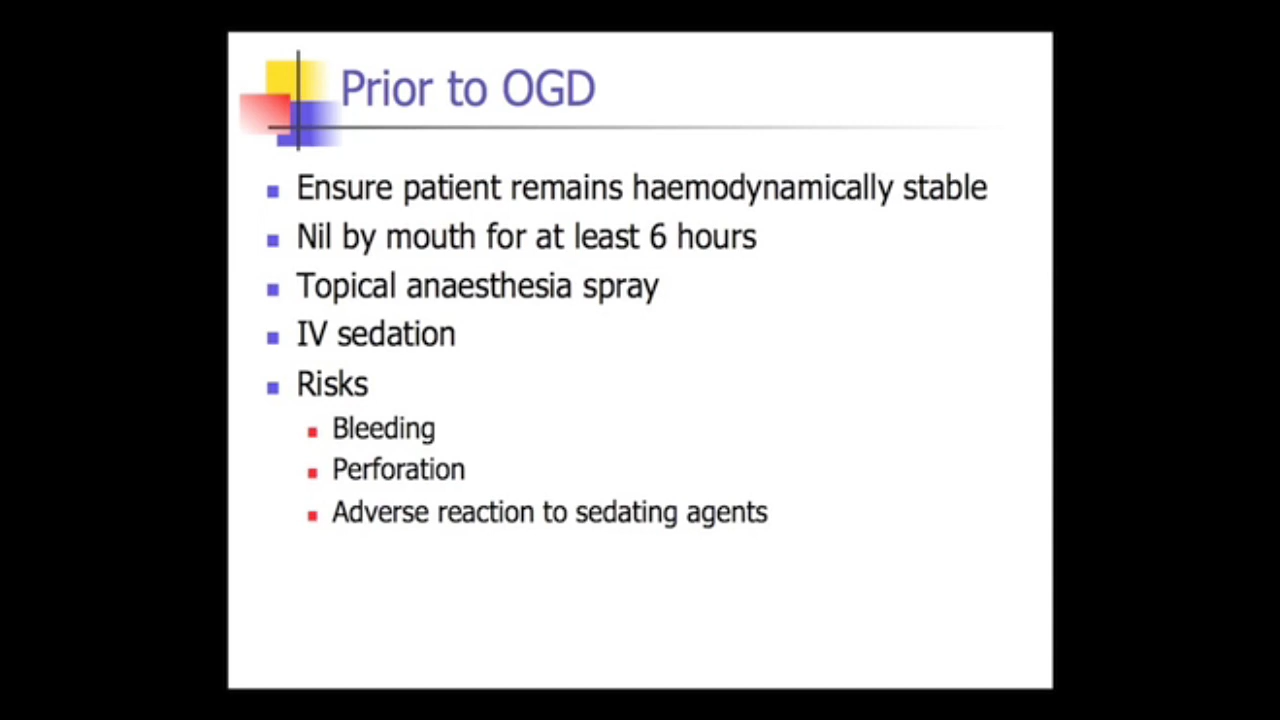 Prior to OGD
Ensure patient remains haemodynamically stable
Nil by mouth for at least 6 hours
Topical anaesthesia spray
IV sedation
Risks
Bleeding
Perforation
Adverse reaction to sedating agents